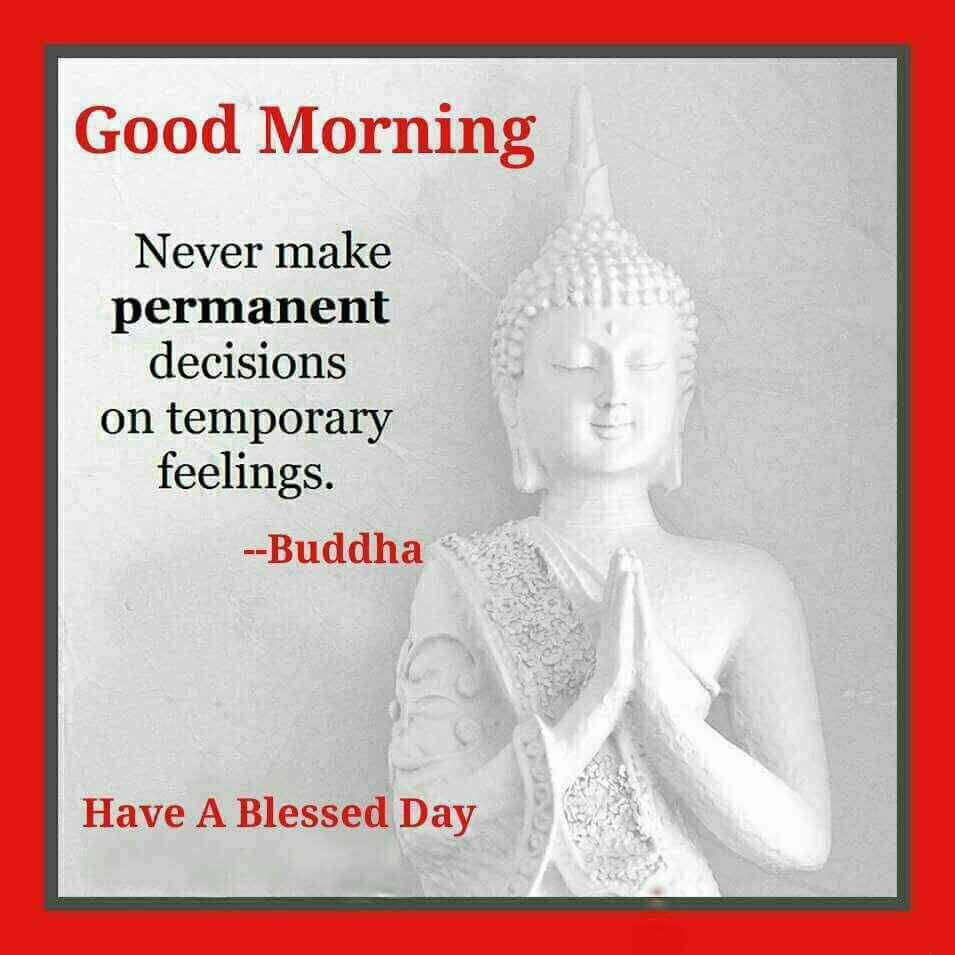 Good Morning
Never make
permanent
decisions
on temporary
feelings.
--Buddha
Have A Blessed Day